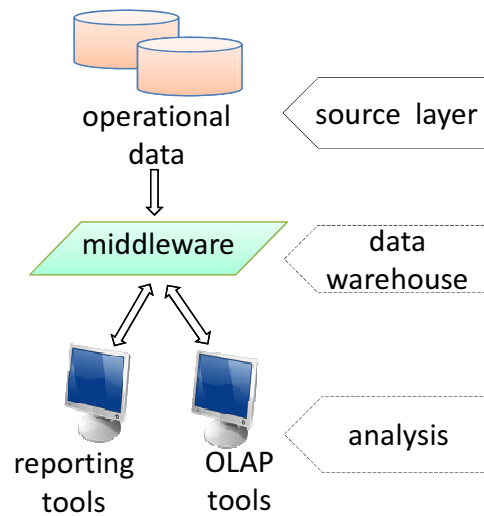 operational
data
source layer
middleware
data
warehouse
reporting
tools
OLAP
tools
analysis